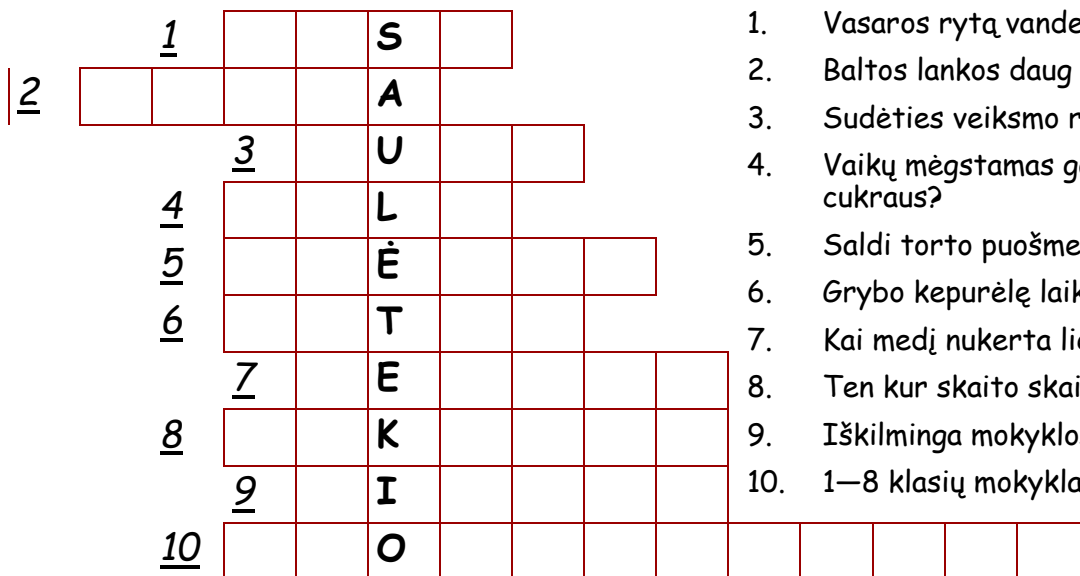 1
S
2
A
3
U
4
L
5
Ė
6
T
7
E
8
K
9
I
10
O
1. Vasaros rytą vande
2. Baltos lankos daug
3. Sudėties veiksmo r
4. Vaikų mėgstamas g
cukraus?
5. Saldi torto puošme
6. Grybo kepurėlę laik
7. Kai medį nukerta li
8. Ten kur skaito skai
9. Iškilminga mokyklo
10. 1—8 klasių mokykla